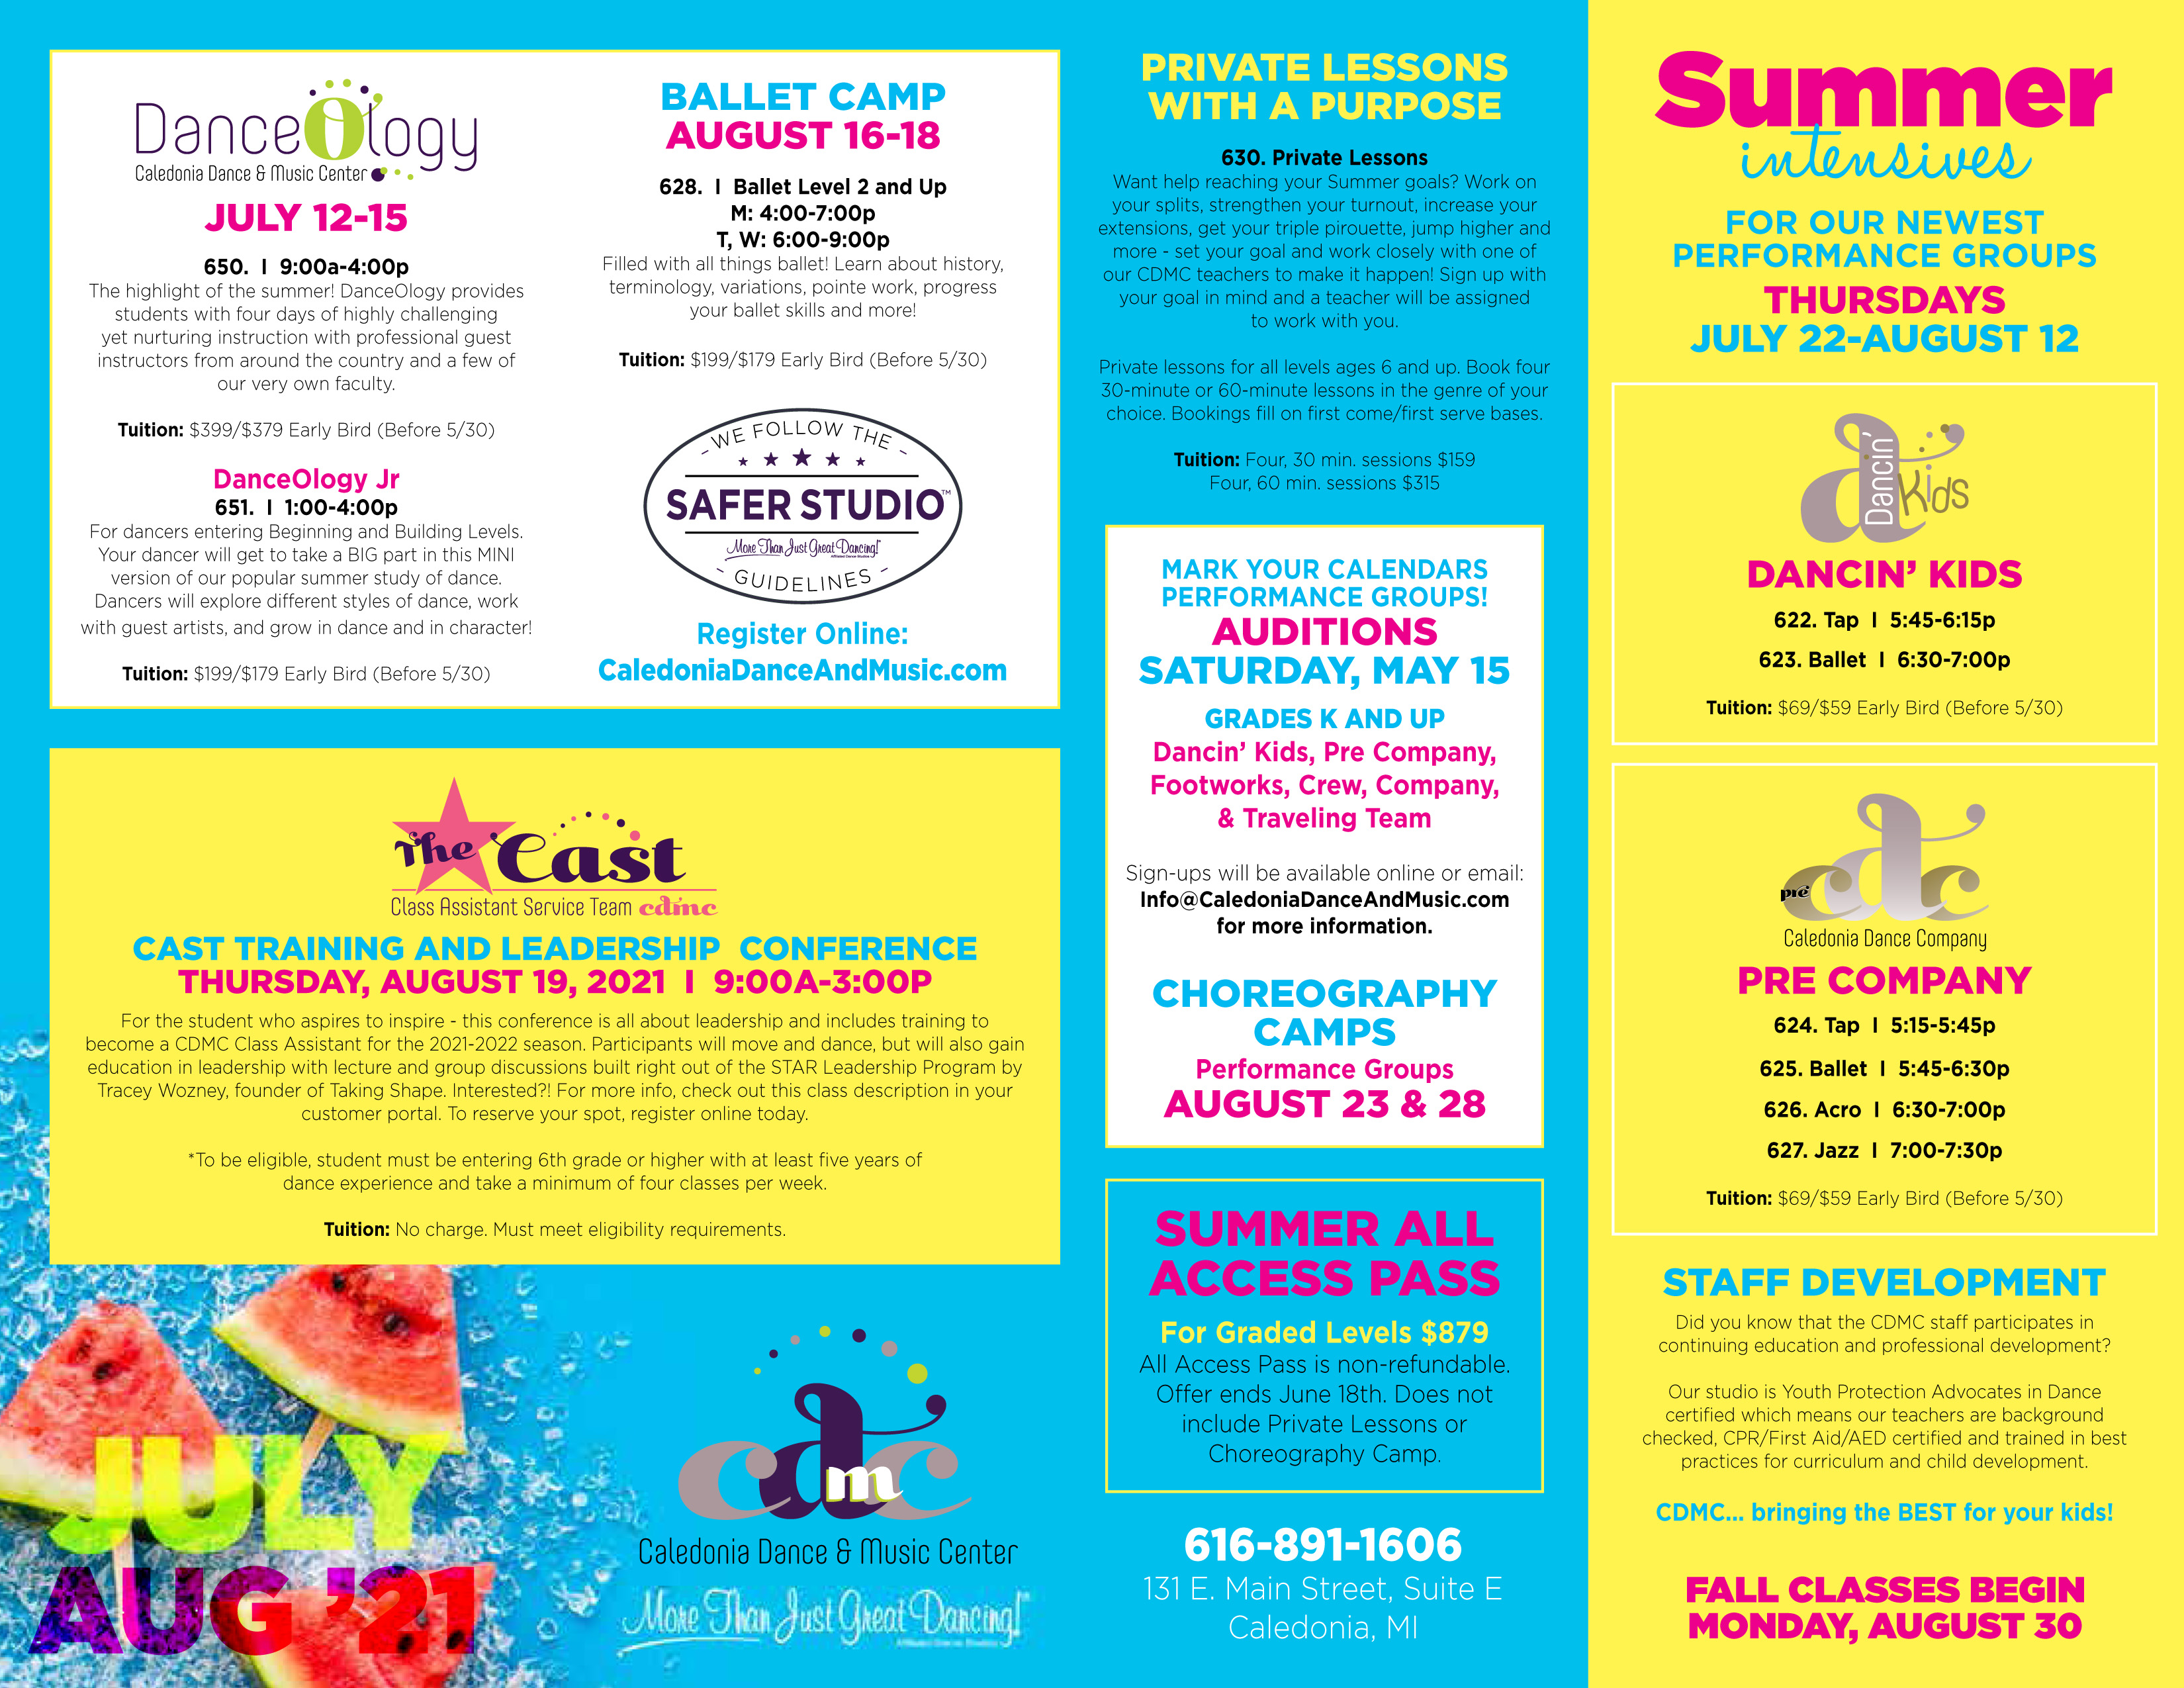 DanceOlogy
Caledonia Dance & Music Center
JULY 12-15
650. I 9:00a-4:00p
The highlight of the summer! DanceOlogy provides
students with four days of highly challenging
yet nurturing instruction with professional guest
instructors from around the country and a few of
our very own faculty.
Tuition: $399/$379 Early Bird (Before 5/30)
DanceOlogy Jr
651. I 1:00-4:00p
For dancers entering Beginning and Building Levels.
Your dancer will get to take a BIG part in this MINI
version of our popular summer study of dance.
Dancers will explore different styles of dance, work
with guest artists, and grow in dance and in character!
Tuition: $199/$179 Early Bird (Before 5/30)
BALLET CAMP
AUGUST 16-18
628. I Ballet Level 2 and Up
M: 4:00-7:00p
T, W: 6:00-9:00p
Filled with all things ballet! Learn about history,
terminology, variations, pointe work, progress
your ballet skills and more!
Tuition: $199/$179 Early Bird (Before 5/30)
- WE FOLLOW THE -
SAFER STUDIO™
More Than Just Great Dancing!®
Affiliated Dance Studios
- GUIDELINES -
Register Online:
CaledoniaDanceAndMusic.com
The Cast
Class Assistant Service Team cdmc
CAST TRAINING AND LEADERSHIP CONFERENCE
THURSDAY, AUGUST 19, 2021 I 9:00A-3:00P
For the student who aspires to inspire - this conference is all about leadership and includes training to
become a CDMC Class Assistant for the 2021-2022 season. Participants will move and dance, but will also gain
education in leadership with lecture and group discussions built right out of the STAR Leadership Program by
Tracey Wozney, founder of Taking Shape. Interested?! For more info, check out this class description in your
customer portal. To reserve your spot, register online today.
*To be eligible, student must be entering 6th grade or higher with at least five years of
dance experience and take a minimum of four classes per week.
Tuition: No charge. Must meet eligibility requirements.
JULY
AUG '21
cdmc
Caledonia Dance & Music Center
More Than Just Great Dancing!
Affiliated Dance Studios
PRIVATE LESSONS
WITH A PURPOSE
630. Private Lessons
Want help reaching your Summer goals? Work on
your splits, strengthen your turnout, increase your
extensions, get your triple pirouette, jump higher and
more - set your goal and work closely with one of
our CDMC teachers to make it happen! Sign up with
your goal in mind and a teacher will be assigned
to work with you.
Private lessons for all levels ages 6 and up. Book four
30-minute or 60-minute lessons in the genre of your
choice. Bookings fill on first come/first serve bases.
Tuition: Four, 30 min. sessions $159
Four, 60 min. sessions $315
MARK YOUR CALENDARS
PERFORMANCE GROUPS!
AUDITIONS
SATURDAY, MAY 15
GRADES K AND UP
Dancin' Kids, Pre Company,
Footworks, Crew, Company,
& Traveling Team
Sign-ups will be available online or email:
Info@CaledoniaDanceAndMusic.com
for more information.
CHOREOGRAPHY
CAMPS
Performance Groups
AUGUST 23 & 28
SUMMER ALL
ACCESS PASS
For Graded Levels $879
All Access Pass is non-refundable.
Offer ends June 18th. Does not
include Private Lessons or
Choreography Camp.
616-891-1606
131 E. Main Street, Suite E
Caledonia, MI
Summer
intensives
FOR OUR NEWEST
PERFORMANCE GROUPS
THURSDAYS
JULY 22-AUGUST 12
d Dancin' Kids
DANCIN' KIDS
622. Tap I 5:45-6:15p
623. Ballet I 6:30-7:00p
Tuition: $69/$59 Early Bird (Before 5/30)
pre cdc
Caledonia Dance Company
PRE COMPANY
624. Tap I 5:15-5:45p
625. Ballet I 5:45-6:30p
626. Acro I 6:30-7:00p
627. Jazz I 7:00-7:30p
Tuition: $69/$59 Early Bird (Before 5/30)
STAFF DEVELOPMENT
Did you know that the CDMC staff participates in
continuing education and professional development?
Our studio is Youth Protection Advocates in Dance
certified which means our teachers are background
checked, CPR/First Aid/AED certified and trained in best
practices for curriculum and child development.
CDMC... bringing the BEST for your kids!
FALL CLASSES BEGIN
MONDAY, AUGUST 30